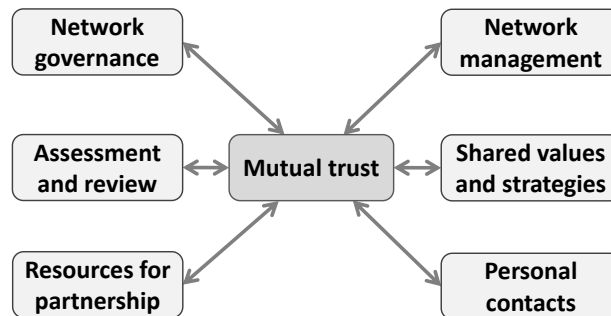 Network
governance
Network
management
Assessment
and review
Mutual trust
Shared values
and strategies
Resources for
partnership
Personal
contacts